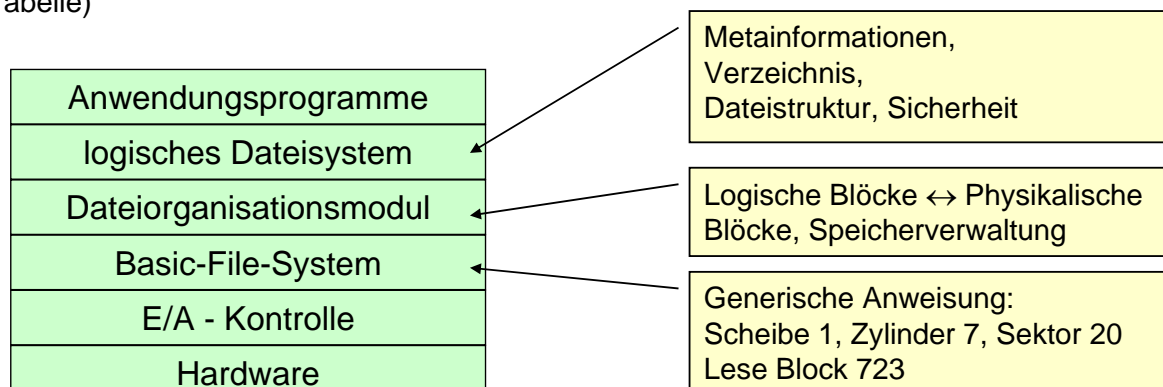 abelle)
Anwendungsprogramme
logisches Dateisystem
Dateiorganisationsmodul
Basic-File-System
E/A - Kontrolle
Hardware
Metainformationen,
Verzeichnis,
Dateistruktur, Sicherheit
Logische Blöcke ↔ Physikalische
Blöcke, Speicherverwaltung
Generische Anweisung:
Scheibe 1, Zylinder 7, Sektor 20
Lese Block 723